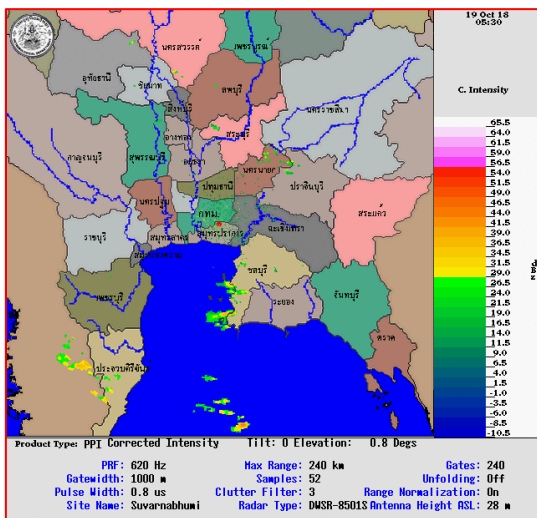 19 Oct 18
05:30
C. Intensity
65.5
64.0
61.5
59.0
56.5
54.0
51.5
49.0
46.5
44.0
41.5
39.0
36.5
34.0
31.5
29.0
26.5
24.0
21.5
19.0
16.5
14.0
11.5
9.0
6.5
4.0
1.5
-1.0
-3.5
-6.0
-8.5
-10.5
นครสวรรค์
เพชรบูรณ์
อุทัยธานี
ชัยนาท
ลพบุรี
สิงห์บุรี
นครราชสีมา
อ่างทอง
สระบุรี
กาญจนบุรี
สุพรรณบุรี
อยุธยา
นครนายก
ปราจีนบุรี
ปทุมธานี
สระแก้ว
นครปฐม
กทม.
ราชบุรี
สมุทรสาคร
สมุทรปราการ
ฉะเชิงเทรา
สมุทรสงคราม
ชลบุรี
เพชรบุรี
ระยอง
จันทบุรี
ตราด
ประจวบคีรีขันธ์
Product Type: PPI Corrected Intensity Tilt: 0 Elevation: 0.8 Degs
PRF: 620 Hz Max Range: 240 km Gates: 240
Gatewidth: 1000 m Samples: 52 Unfolding: Off
Pulse Width: 0.8 us Clutter Filter: 3 Range Normalization: On
Site Name: Suvarnabhumi Radar Type: DWSR-8501S Antenna Height ASL: 28 m